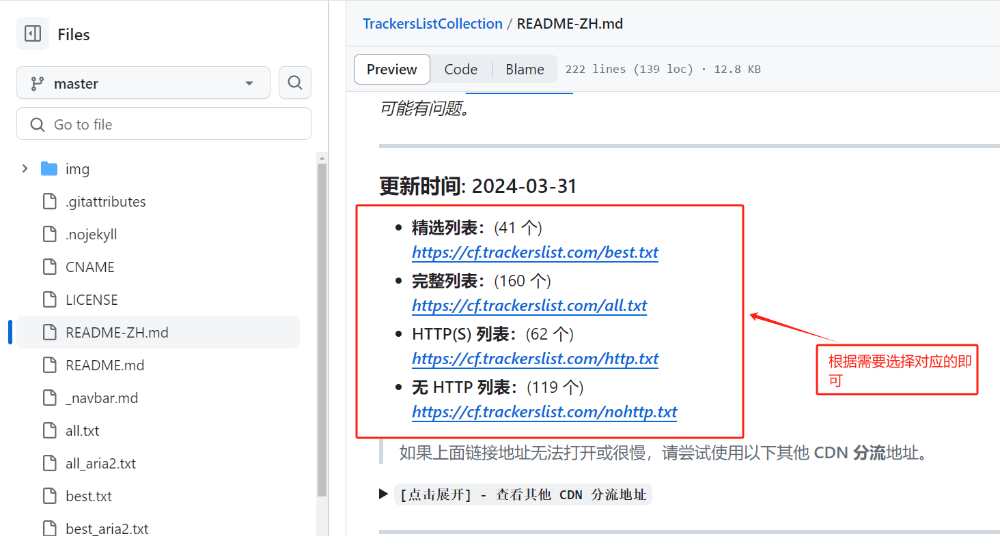 Files
master
Go to file
img
.gitattributes
.nojekyll
CNAME
LICENSE
README-ZH.md
README.md
_navbar.md
all.txt
all_aria2.txt
best.txt
best_aria2.txt
TrackersListCollection / README-ZH.md
Preview Code Blame 222 lines (139 loc) · 12.8 KB
可能有问题。
更新时间: 2024-03-31
精选列表：(41 个)
https://cf.trackerslist.com/best.txt
完整列表：(160 个)
https://cf.trackerslist.com/all.txt
HTTP(S) 列表：(62 个)
https://cf.trackerslist.com/http.txt
无 HTTP 列表：(119 个)
https://cf.trackerslist.com/nohttp.txt
根据需要选择对应的即
可
如果上面链接地址无法打开或很慢，请尝试使用以下其他 CDN 分流地址。
[点击展开] - 查看其他 CDN 分流地址